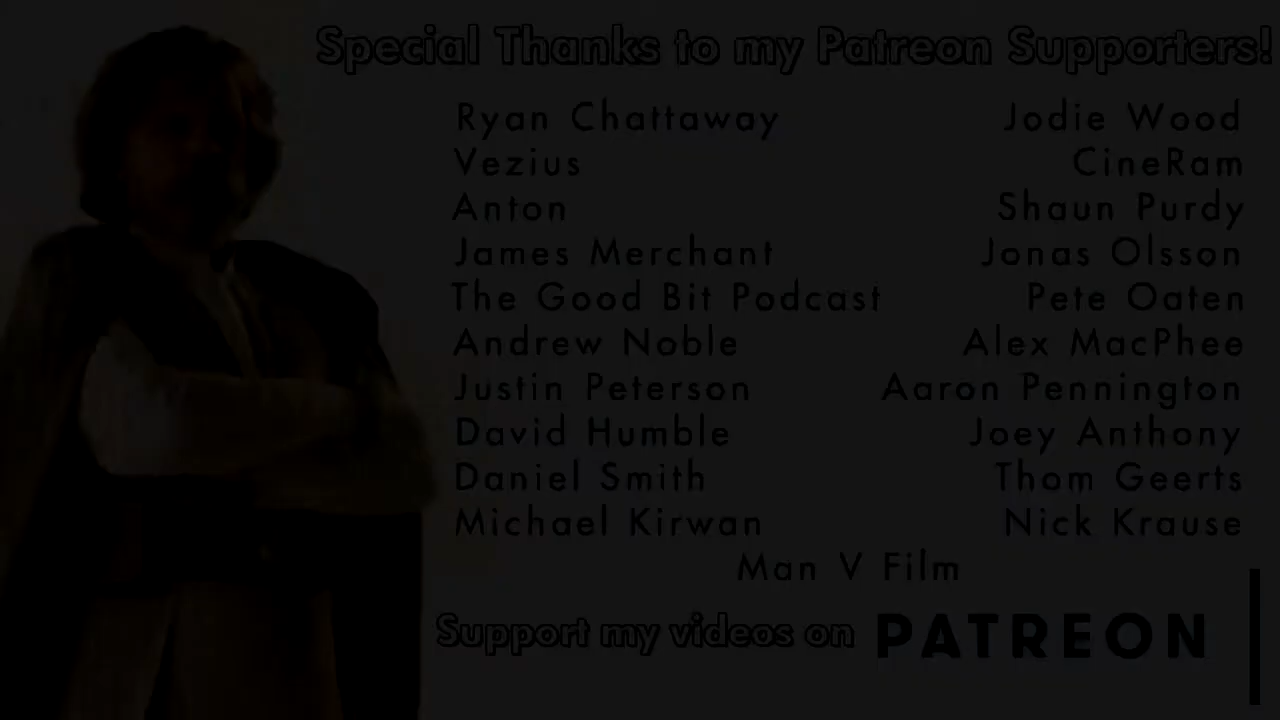 Special Thanks to my Patreon Supporters!
Ryan Chattaway Jodie Wood
Vezius CineRam
Anton Shaun Purdy
James Merchant Jonas Olsson
The Good Bit Podcast Pete Oaten
Andrew Noble Alex MacPhee
Justin Peterson Aaron Pennington
David Humble Joey Anthony
Daniel Smith Thom Geerts
Michael Kirwan Nick Krause
Man V Film
Support my videos on PATREON